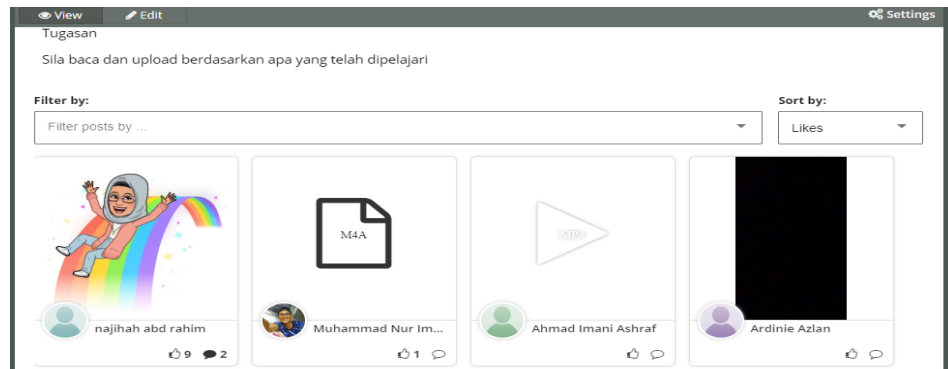 View Edit Settings
Tugasan
Sila baca dan upload berdasarkan apa yang telah dipelajari
Filter by: Sort by:
Filter posts by ... Likes
M4A MP4
najihah abd rahim Muhammad Nur Im... Ahmad Imani Ashraf Ardinie Azlan
9 2 1